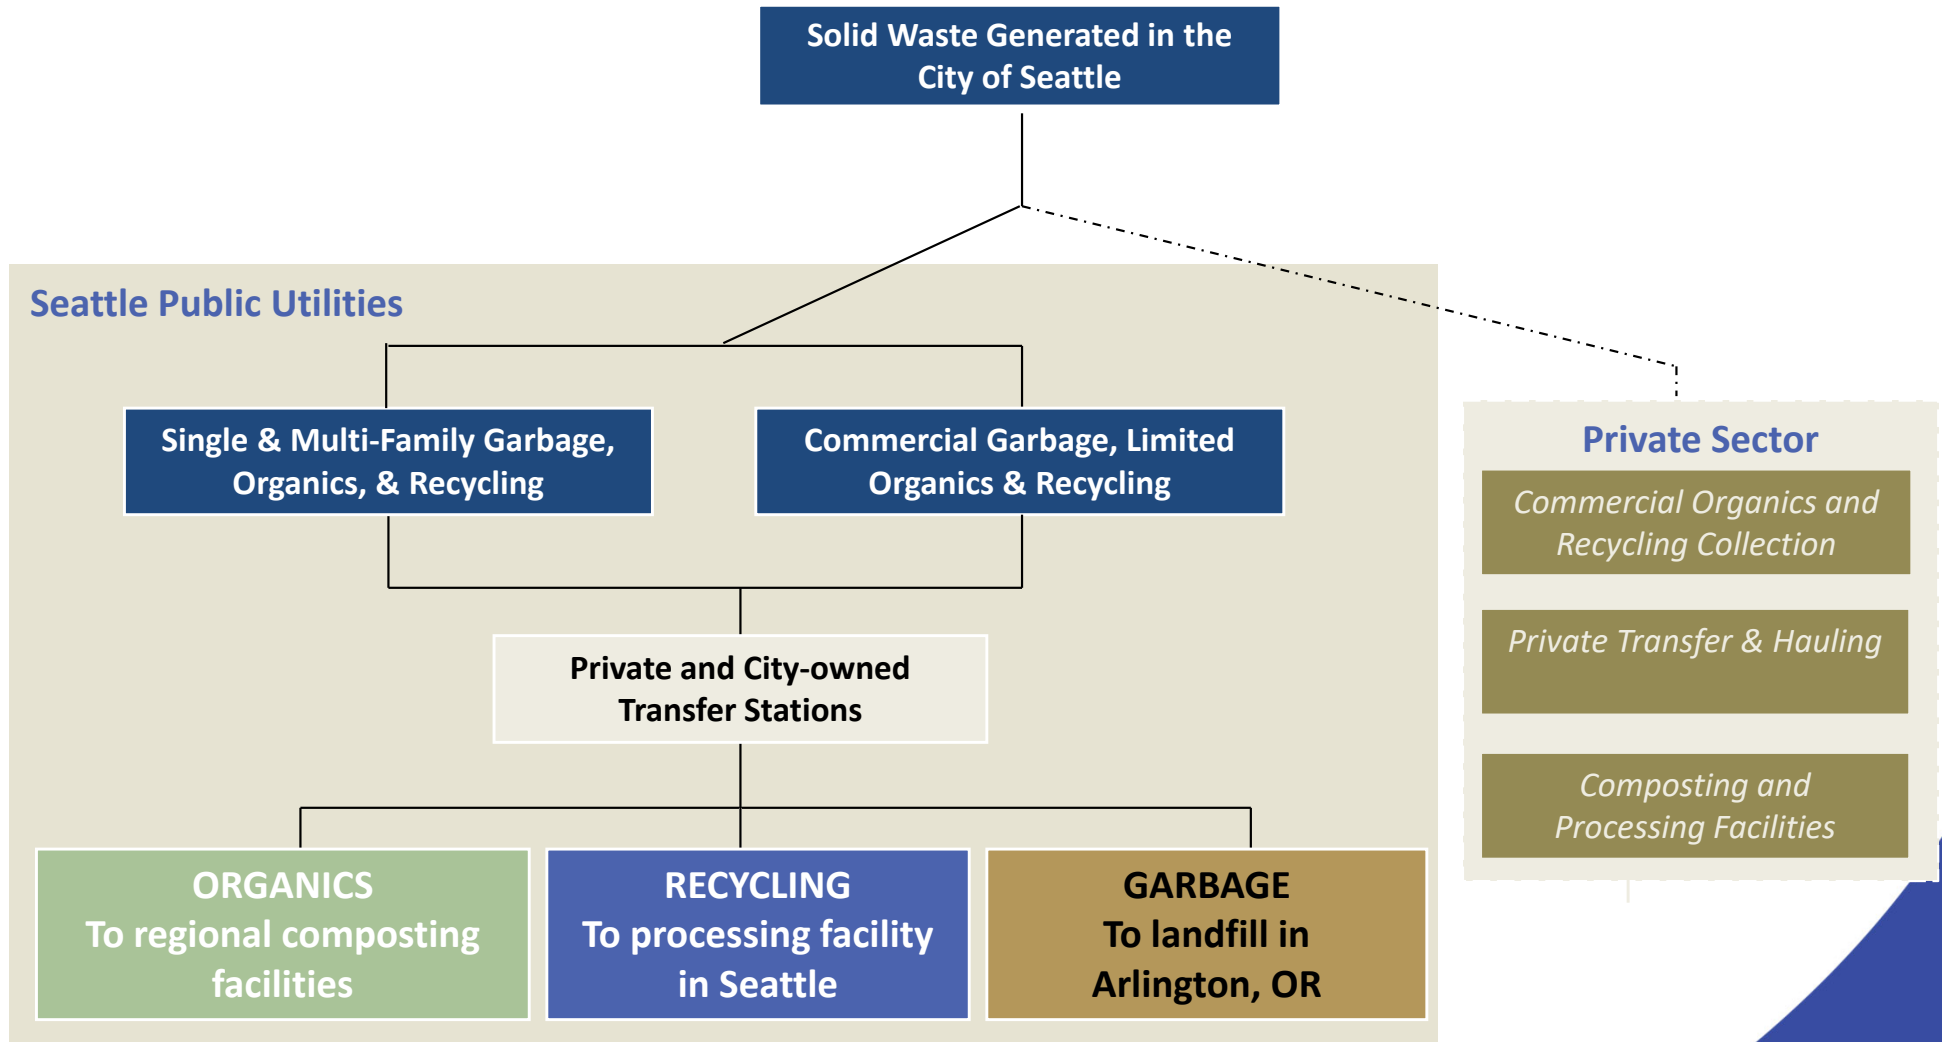 Solid Waste Generated in the
City of Seattle
Seattle Public Utilities
Single & Multi-Family Garbage,
Organics, & Recycling
Commercial Garbage, Limited
Organics & Recycling
Private and City-owned
Transfer Stations
ORGANICS
To regional composting
facilities
RECYCLING
To processing facility
in Seattle
GARBAGE
To landfill in
Arlington, OR
Private Sector
Commercial Organics and
Recycling Collection
Private Transfer & Hauling
Composting and
Processing Facilities